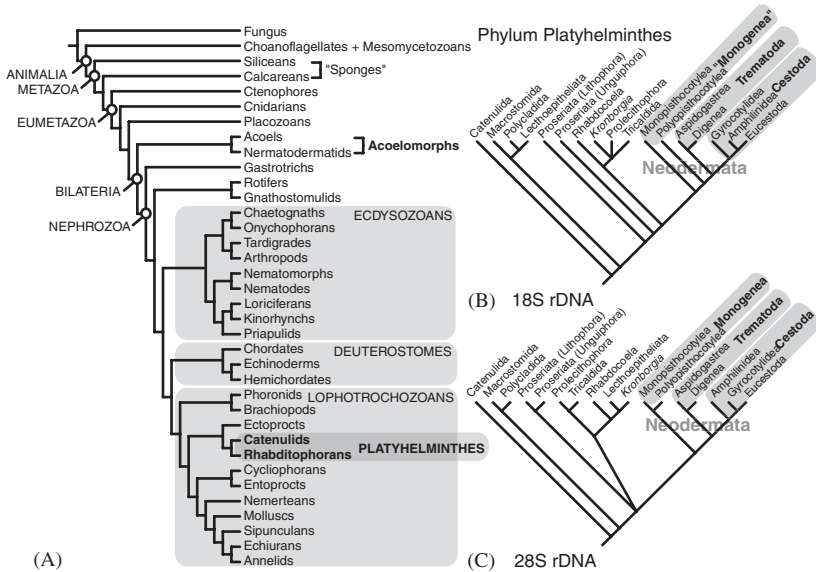 Fungus
Choanoflagellates + Mesomycetozoans
ANIMALIA
Siliceans
"Sponges"
METAZOA
Calcareans
Ctenophores
EUMETAZOA
Cnidarians
Placozoans
Acoels
Acoelomorphs
Nermatodermatids
Gastrotrichs
BILATERIA
Rotifers
Gnathostomulids
NEPHROZOA
Chaetognaths
ECDYSOZOANS
Onychophorans
Tardigrades
Arthropods
Nematomorphs
Nematodes
Loriciferans
Kinorhynchs
Priapulids
Chordates
DEUTEROSTOMES
Echinoderms
Hemichordates
Phoronids
LOPHOTROCHOZOANS
Brachiopods
Ectoprocts
Catenulids
PLATYHELMINTHES
Rhabditophorans
Cycliophorans
Entoprocts
Nemerteans
Molluscs
Sipunculans
Echiurans
Annelids
(A)
Phylum Platyhelminthes
Catenulida
Macrostomida
Polycladida
Lecthoepitheliata
Proseriata (Lithophora)
Proseriata (Unguiphora)
Rhabdocoela
Kronborgia
Prolecithophora
Tricaldida
Monopisthocotylea
Polyopisthocotylea
"Monogenea"
Aspidogastrea
Digenea
Trematoda
Gyrocotylidea
Amphilinidea
Eucestoda
Cestoda
Neodermata
(B)
18S rDNA
Catenulida
Macrostomida
Polycladida
Proseriata (Lithophora)
Proseriata (Unguiphora)
Prolecithophora
Tricaldida
Rhabdocoela
Lecthoepitheliata
Kronborgia
Monopisthocotylea
Polyopisthocotylea
Monogenea
Aspidogastrea
Digenea
Trematoda
Amphilinidea
Gyrocotylidea
Eucestoda
Cestoda
Neodermata
(C)
28S rDNA